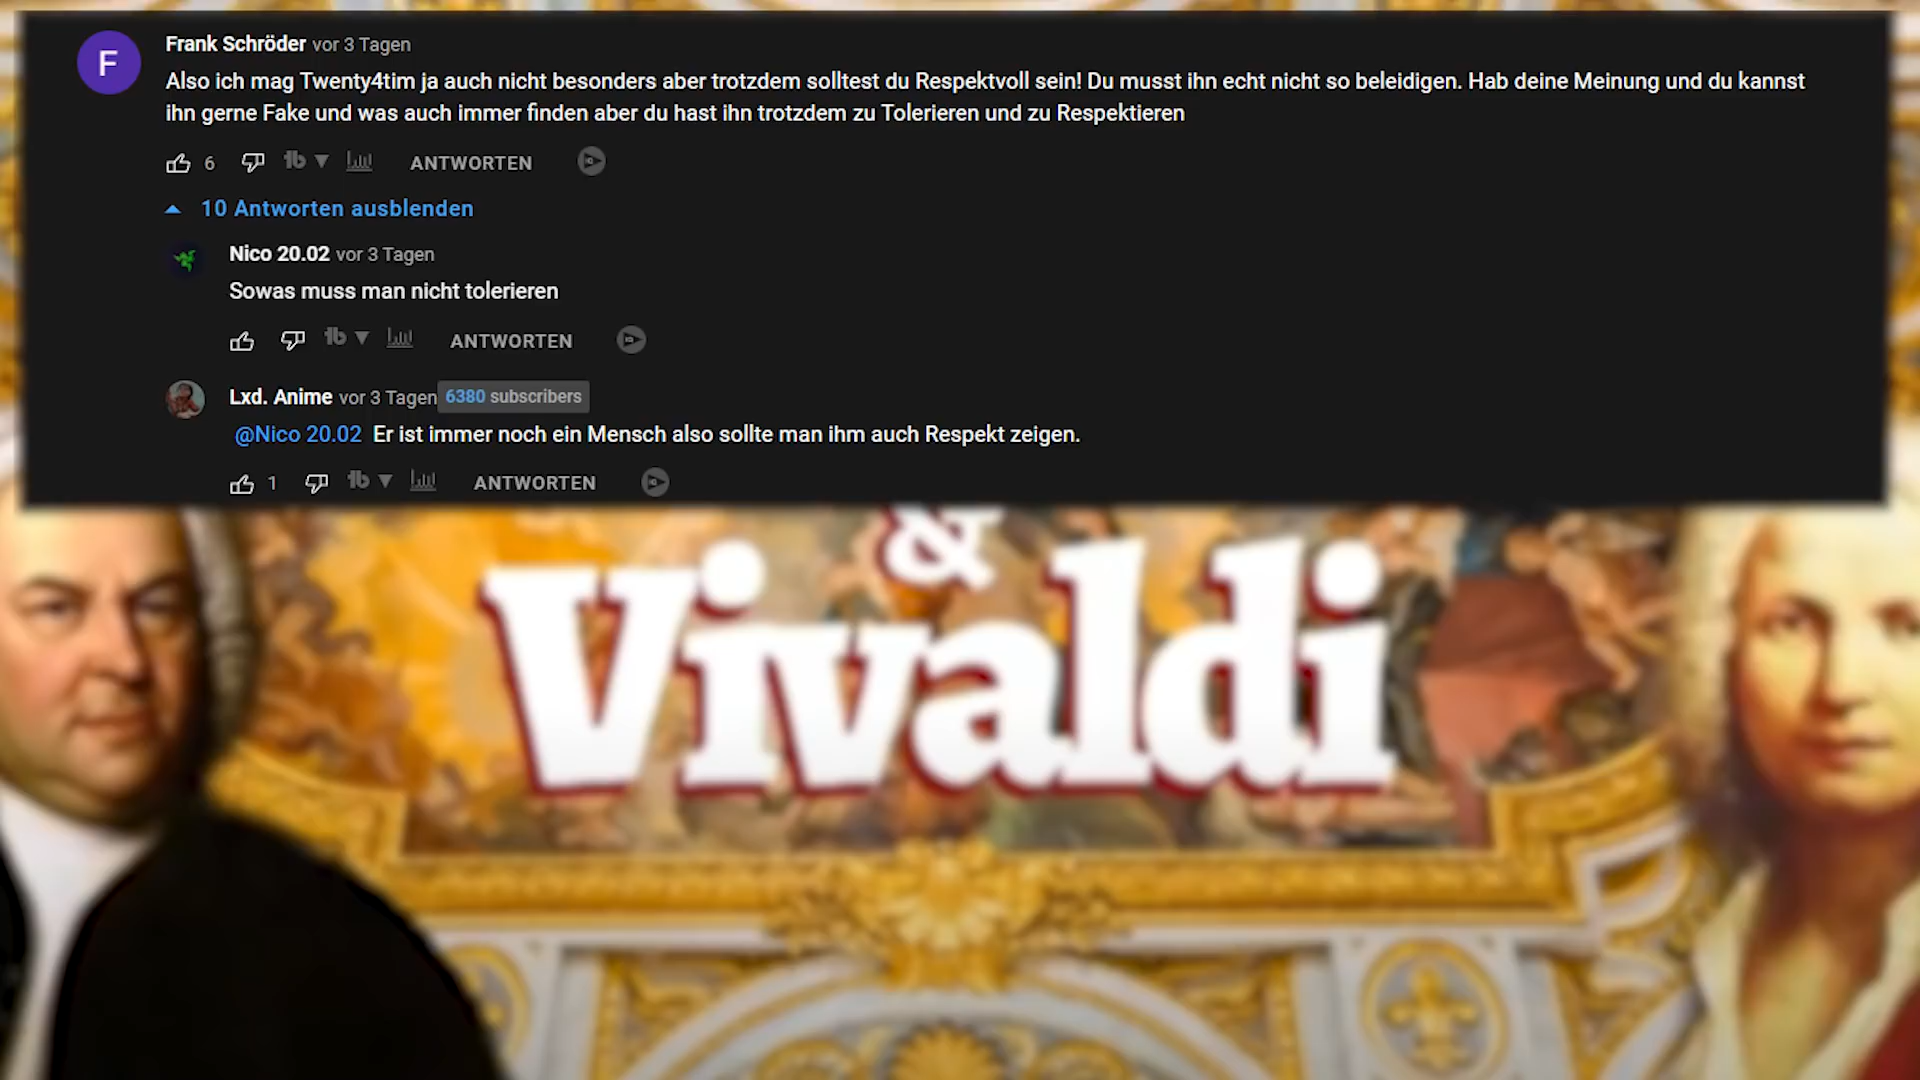 F
Frank Schröder vor 3 Tagen
Also ich mag Twenty4tim ja auch nicht besonders aber trotzdem solltest du Respektvoll sein! Du musst ihn echt nicht so beleidigen. Hab deine Meinung und du kannst
ihn gerne Fake und was auch immer finden aber du hast ihn trotzdem zu Tolerieren und zu Respektieren
6 ANTWORTEN
10 Antworten ausblenden
Nico 20.02 vor 3 Tagen
Sowas muss man nicht tolerieren
ANTWORTEN
Lxd. Anime vor 3 Tagen 6380 subscribers
@Nico 20.02 Er ist immer noch ein Mensch also sollte man ihm auch Respekt zeigen.
1 ANTWORTEN
&
Vivaldi